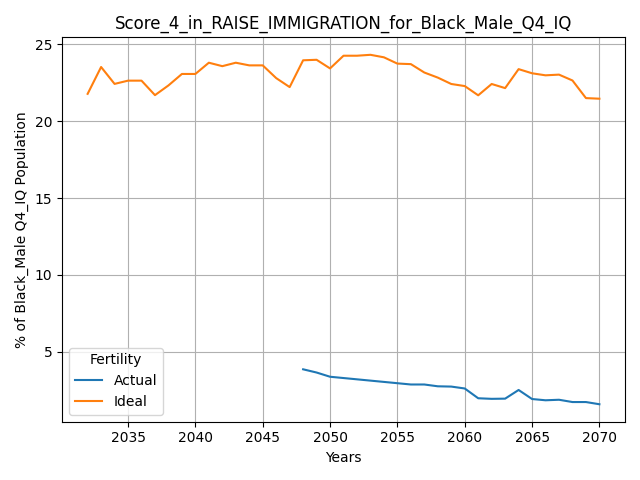 Score_4_in_RAISE_IMMIGRATION_for_Black_Male_Q4_IQ
% of Black_Male Q4_IQ Population
25
20
15
10
5
Fertility
Actual
Ideal
2035 2040 2045 2050 2055 2060 2065 2070
Years